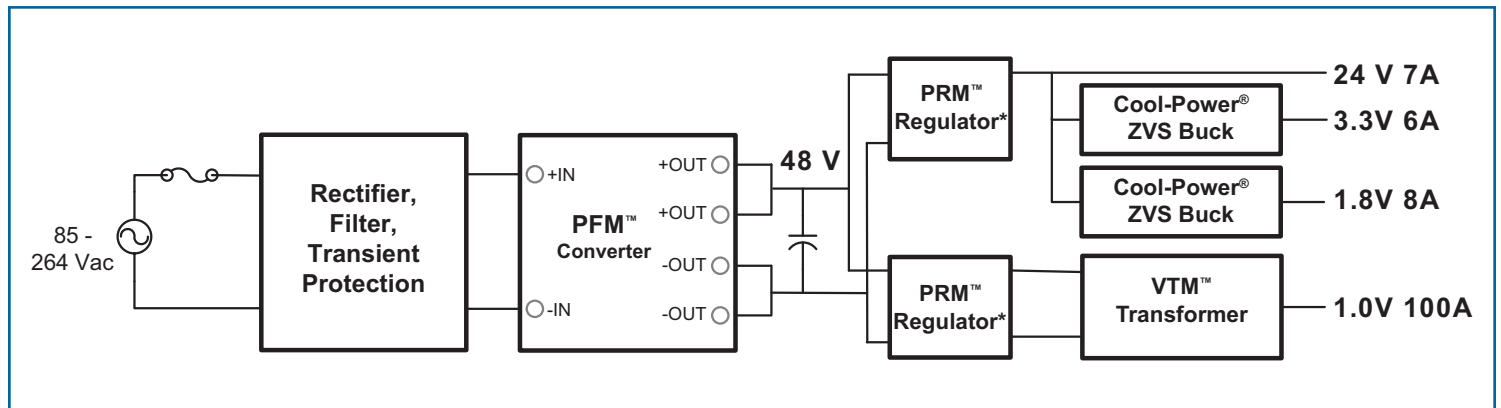 85 -
264 Vac
Rectifier,
Filter,
Transient
Protection
+IN
-IN
PFM™
Converter
+OUT
+OUT
-OUT
-OUT
48 V
PRM™
Regulator*
PRM™
Regulator*
Cool-Power®
ZVS Buck
Cool-Power®
ZVS Buck
VTM™
Transformer
24 V 7A
3.3V 6A
1.8V 8A
1.0V 100A